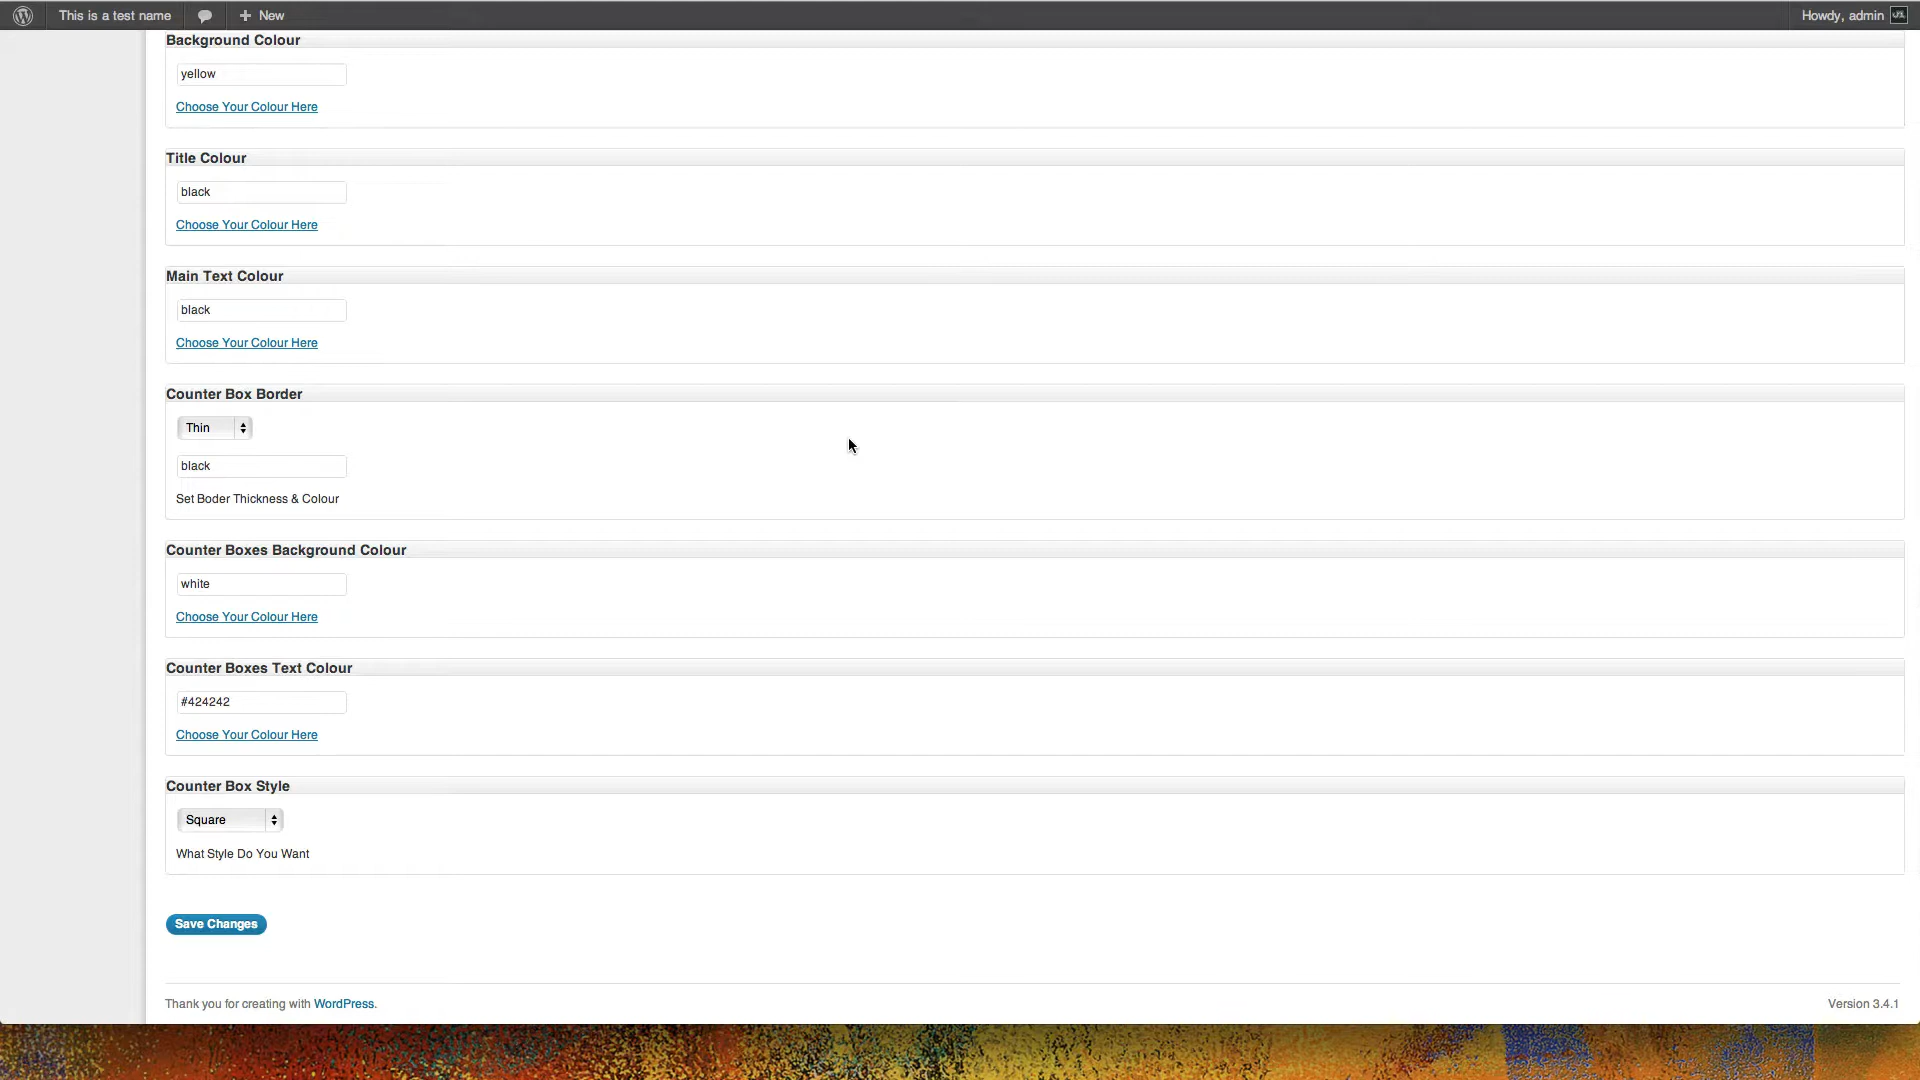 This is a test name
New
Howdy, admin
Background Colour
yellow
Choose Your Colour Here
Title Colour
black
Choose Your Colour Here
Main Text Colour
black
Choose Your Colour Here
Counter Box Border
Thin
black
Set Boder Thickness & Colour
Counter Boxes Background Colour
white
Choose Your Colour Here
Counter Boxes Text Colour
#424242
Choose Your Colour Here
Counter Box Style
Square
What Style Do You Want
Save Changes
Thank you for creating with WordPress.
Version 3.4.1